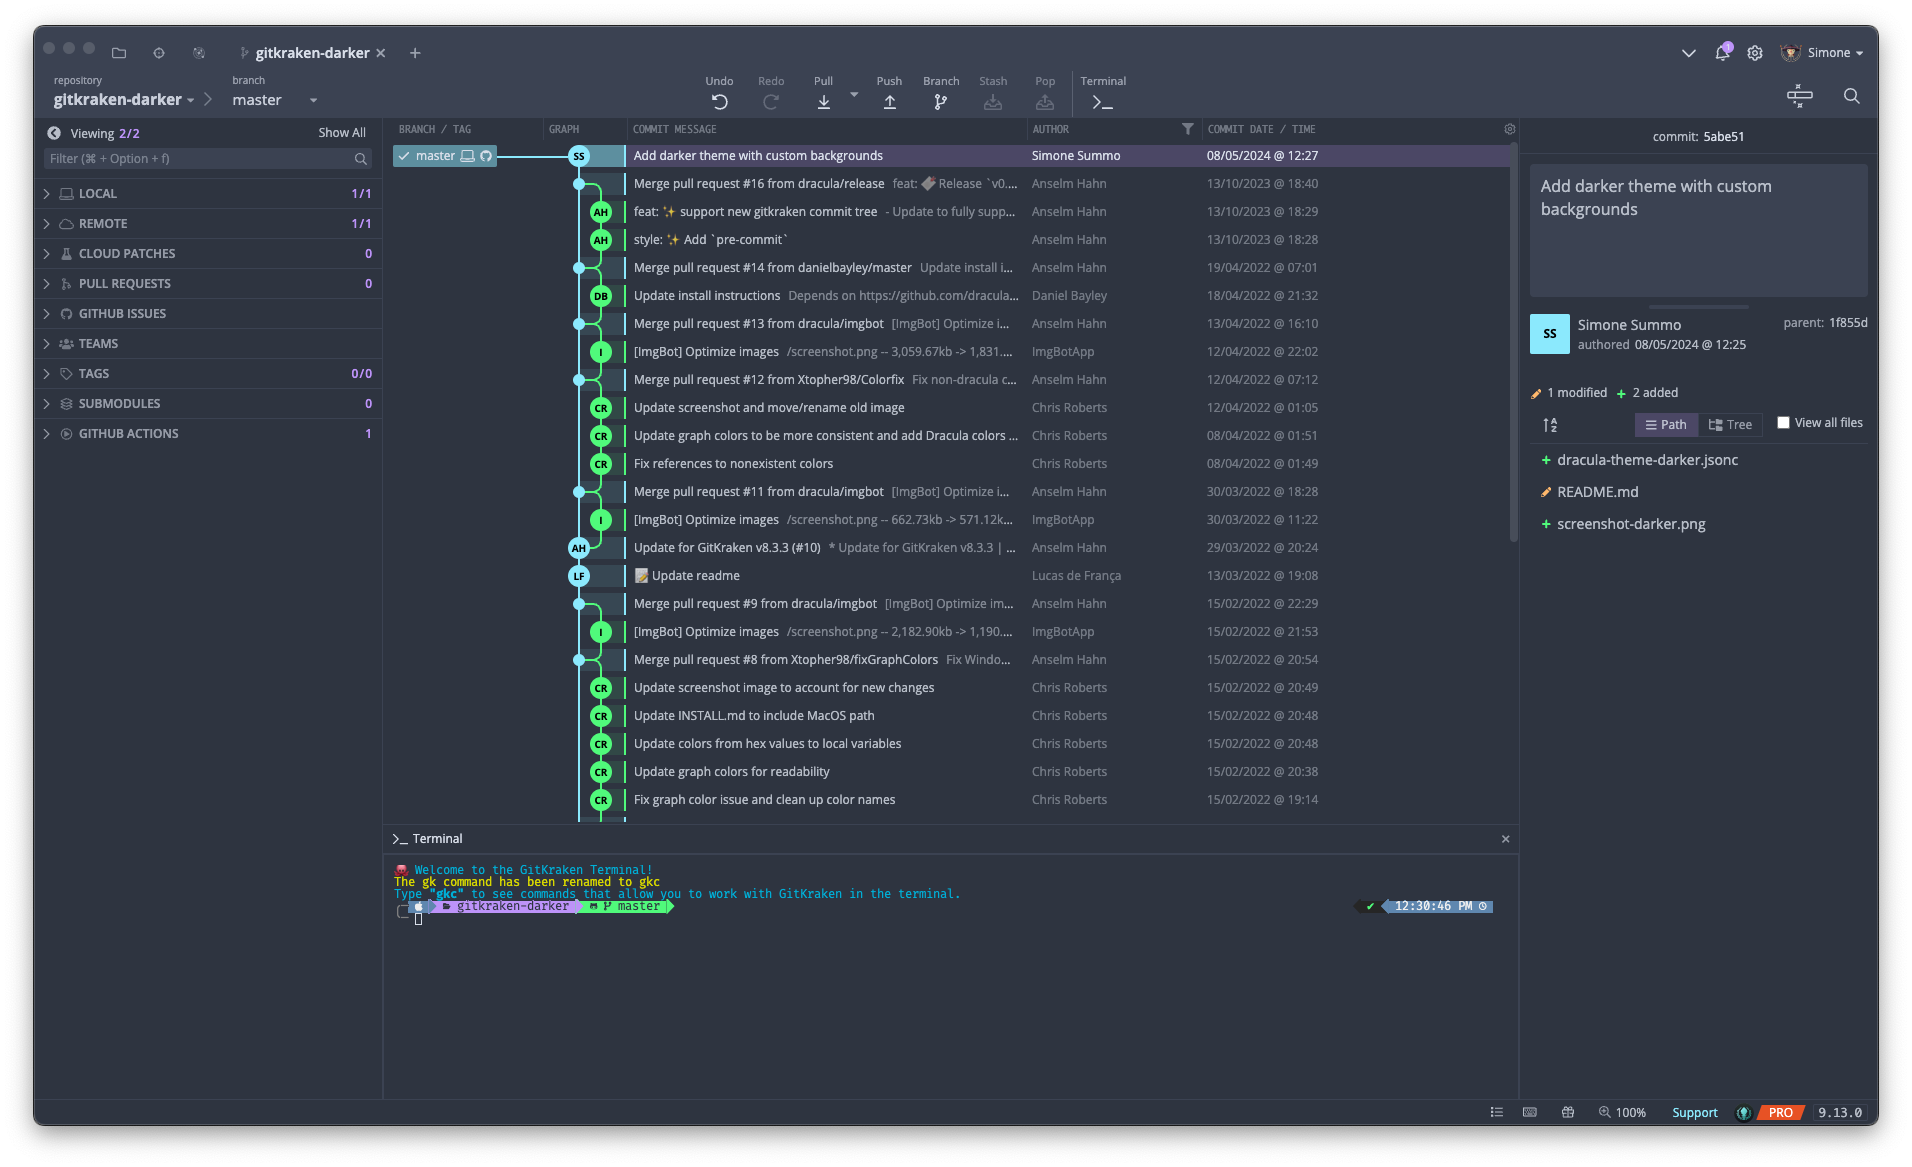 gitkraken-darker
1
Simone
repository
gitkraken-darker
branch
master
Undo
Redo
Pull
Push
Branch
Stash
Pop
Terminal
Viewing 2/2
Show All
Filter (⌘ + Option + f)
LOCAL 1/1
REMOTE 1/1
CLOUD PATCHES 0
PULL REQUESTS 0
GITHUB ISSUES
TEAMS
TAGS 0/0
SUBMODULES 0
GITHUB ACTIONS 1
BRANCH / TAG GRAPH COMMIT MESSAGE AUTHOR COMMIT DATE / TIME
master SS Add darker theme with custom backgrounds Simone Summo 08/05/2024 @ 12:27
Merge pull request #16 from dracula/release feat: 🏷️ Release `v0.... Anselm Hahn 13/10/2023 @ 18:40
AH feat: ✨ support new gitkraken commit tree - Update to fully supp... Anselm Hahn 13/10/2023 @ 18:29
AH style: ✨ Add `pre-commit` Anselm Hahn 13/10/2023 @ 18:28
Merge pull request #14 from danielbayley/master Update install i... Anselm Hahn 19/04/2022 @ 07:01
DB Update install instructions Depends on https://github.com/dracula... Daniel Bayley 18/04/2022 @ 21:32
Merge pull request #13 from dracula/imgbot [ImgBot] Optimize i... Anselm Hahn 13/04/2022 @ 16:10
I [ImgBot] Optimize images /screenshot.png -- 3,059.67kb -> 1,831.... ImgBotApp 12/04/2022 @ 22:02
Merge pull request #12 from Xtopher98/Colorfix Fix non-dracula c... Anselm Hahn 12/04/2022 @ 07:12
CR Update screenshot and move/rename old image Chris Roberts 12/04/2022 @ 01:05
CR Update graph colors to be more consistent and add Dracula colors ... Chris Roberts 08/04/2022 @ 01:51
CR Fix references to nonexistent colors Chris Roberts 08/04/2022 @ 01:49
Merge pull request #11 from dracula/imgbot [ImgBot] Optimize i... Anselm Hahn 30/03/2022 @ 18:28
I [ImgBot] Optimize images /screenshot.png -- 662.73kb -> 571.12k... ImgBotApp 30/03/2022 @ 11:22
AH Update for GitKraken v8.3.3 (#10) * Update for GitKraken v8.3.3 | ... Anselm Hahn 29/03/2022 @ 20:24
LF 📝 Update readme Lucas de França 13/03/2022 @ 19:08
Merge pull request #9 from dracula/imgbot [ImgBot] Optimize im... Anselm Hahn 15/02/2022 @ 22:29
I [ImgBot] Optimize images /screenshot.png -- 2,182.90kb -> 1,190.... ImgBotApp 15/02/2022 @ 21:53
Merge pull request #8 from Xtopher98/fixGraphColors Fix Windo... Anselm Hahn 15/02/2022 @ 20:54
CR Update screenshot image to account for new changes Chris Roberts 15/02/2022 @ 20:49
CR Update INSTALL.md to include MacOS path Chris Roberts 15/02/2022 @ 20:48
CR Update colors from hex values to local variables Chris Roberts 15/02/2022 @ 20:48
CR Update graph colors for readability Chris Roberts 15/02/2022 @ 20:38
CR Fix graph color issue and clean up color names Chris Roberts 15/02/2022 @ 19:14
>_ Terminal
🐙 Welcome to the GitKraken Terminal!
The gk command has been renamed to gkc
Type "gkc" to see commands that allow you to work with GitKraken in the terminal.
gitkraken-darker master ✔ 12:30:46 PM
commit: 5abe51
Add darker theme with custom
backgrounds
SS
Simone Summo
authored 08/05/2024 @ 12:25
parent: 1f855d
1 modified + 2 added
Path Tree View all files
+ dracula-theme-darker.jsonc
README.md
+ screenshot-darker.png
100% Support PRO 9.13.0